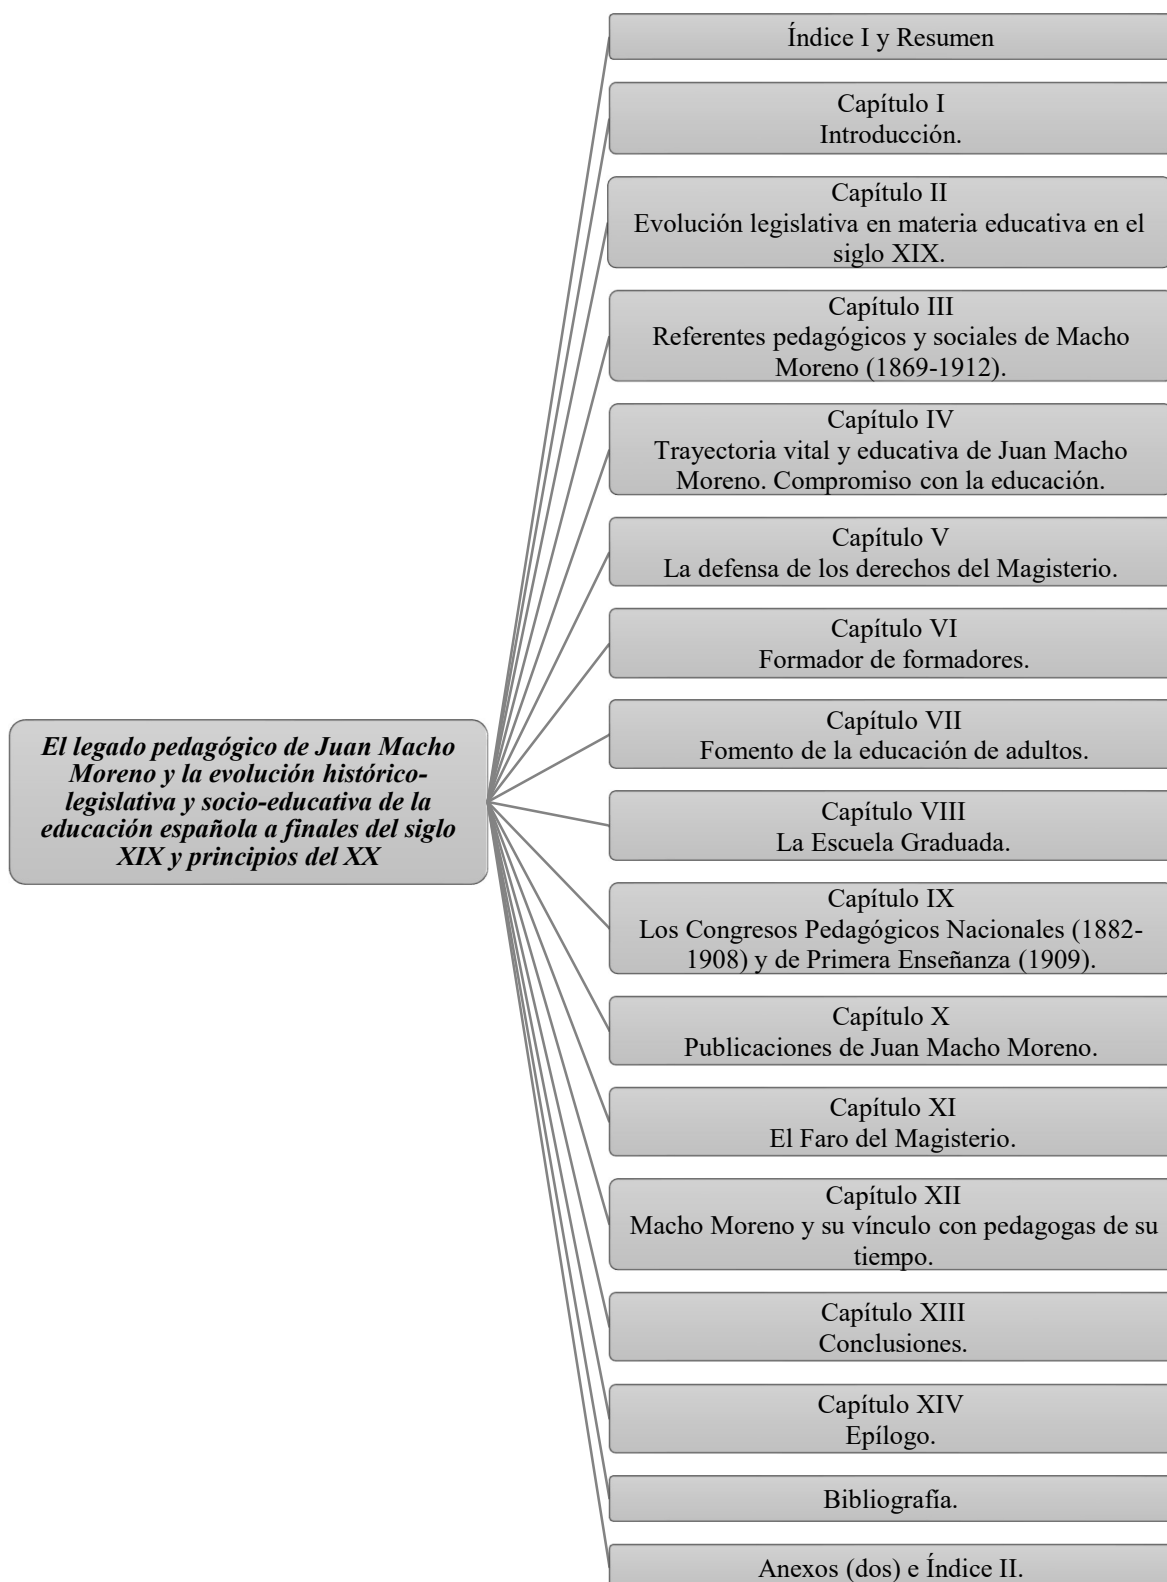 Índice I y Resumen
Capítulo I
Introducción.
Capítulo II
Evolución legislativa en materia educativa en el
siglo XIX.
Capítulo III
Referentes pedagógicos y sociales de Macho
Moreno (1869-1912).
Capítulo IV
Trayectoria vital y educativa de Juan Macho
Moreno. Compromiso con la educación.
Capítulo V
La defensa de los derechos del Magisterio.
Capítulo VI
Formador de formadores.
El legado pedagógico de Juan Macho
Moreno y la evolución histórico-
legislativa y socio-educativa de la
educación española a finales del siglo
XIX y principios del XX
Capítulo VII
Fomento de la educación de adultos.
Capítulo VIII
La Escuela Graduada.
Capítulo IX
Los Congresos Pedagógicos Nacionales (1882-
1908) y de Primera Enseñanza (1909).
Capítulo X
Publicaciones de Juan Macho Moreno.
Capítulo XI
El Faro del Magisterio.
Capítulo XII
Macho Moreno y su vínculo con pedagogas de su
tiempo.
Capítulo XIII
Conclusiones.
Capítulo XIV
Epílogo.
Bibliografía.
Anexos (dos) e Índice II.